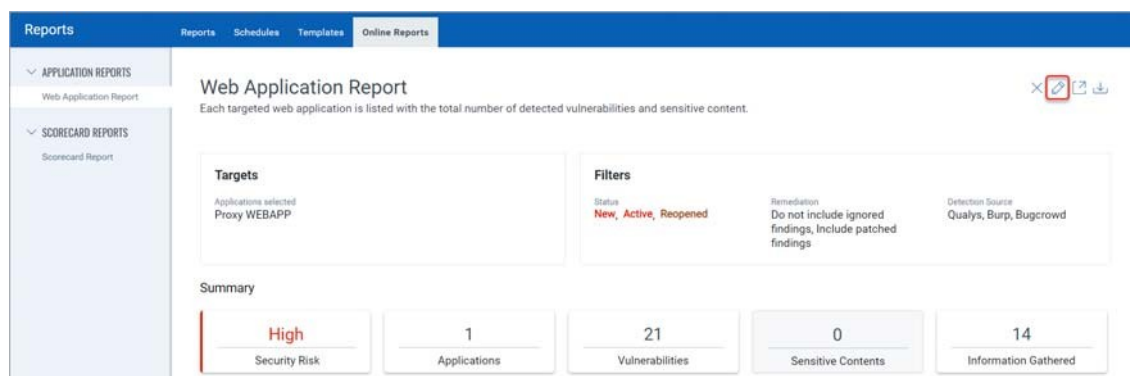 Reports
Reports Schedules Templates Online Reports
APPLICATION REPORTS
Web Application Report
SCORECARD REPORTS
Scorecard Report
Web Application Report
Each targeted web application is listed with the total number of detected vulnerabilities and sensitive content.
Targets
Applications selected
Proxy WEBAPP
Filters
Status
New, Active, Reopened
Remediation
Do not include ignored
findings, Include patched
findings
Detection Source
Qualys, Burp, Bugcrowd
Summary
High
Security Risk
1
Applications
21
Vulnerabilities
0
Sensitive Contents
14
Information Gathered